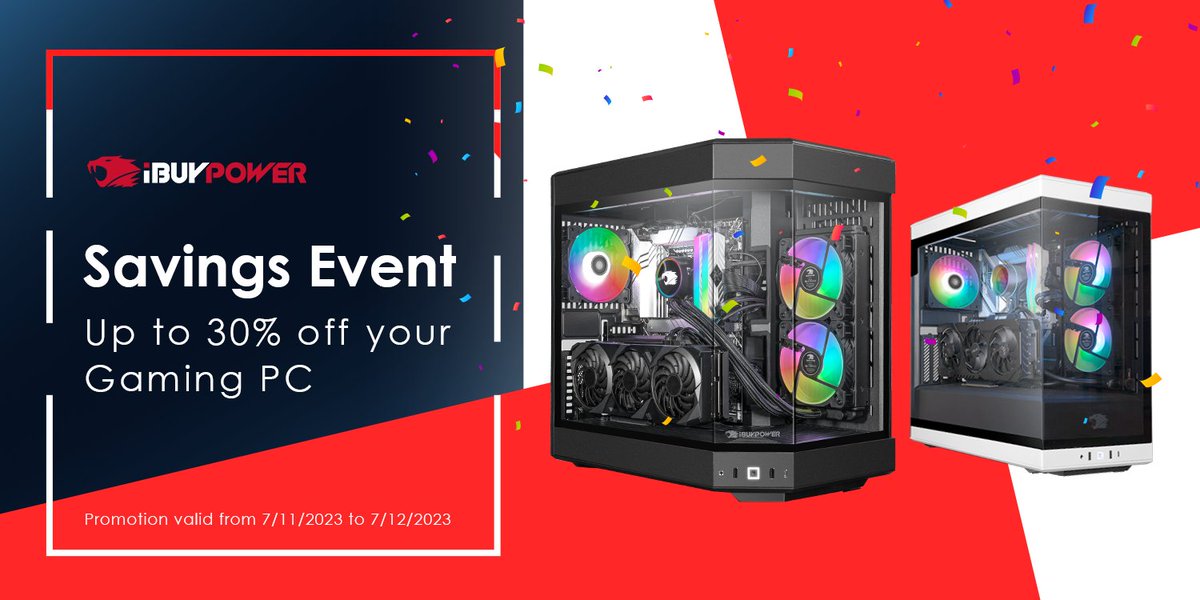 iBUYPOWER
Savings Event
Up to 30% off your
Gaming PC
Promotion valid from 7/11/2023 to 7/12/2023
iBUYPOWER